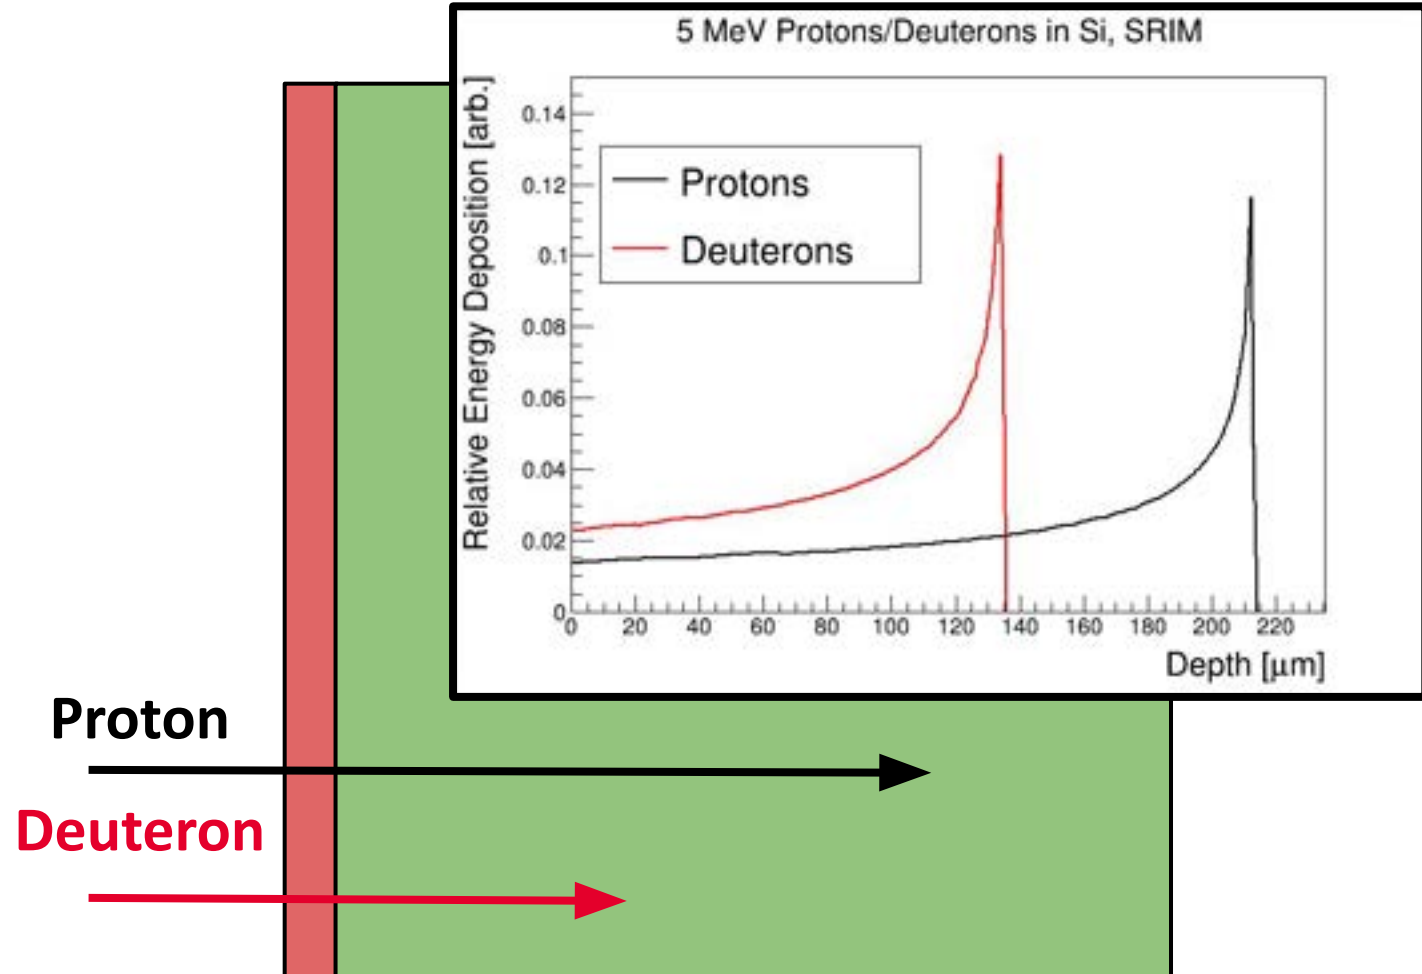 5 MeV Protons/Deuterons in Si, SRIM
Relative Energy Deposition [arb.]
0.14
0.12
0.1
0.08
0.06
0.04
0.02
0
Protons
Deuterons
0 20 40 60 80 100 120 140 160 180 200 220
Depth [μm]
Proton
Deuteron